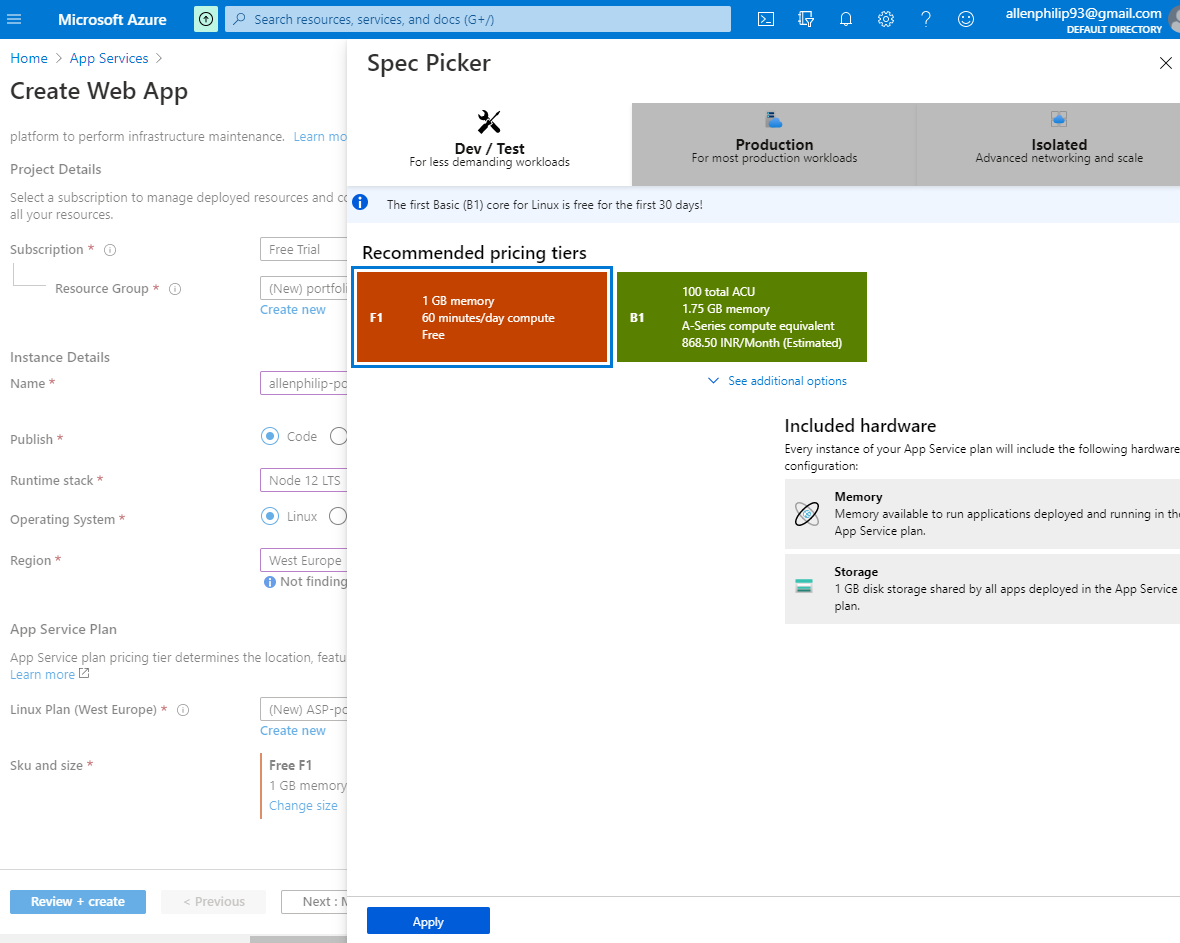 Microsoft Azure
Search resources, services, and docs (G+/)
allenphilip93@gmail.com
DEFAULT DIRECTORY
Home > App Services >
Create Web App
platform to perform infrastructure maintenance. Learn mo
Project Details
Select a subscription to manage deployed resources and co
all your resources.
Subscription *
Free Trial
Resource Group *
(New) portfoli
Create new
Instance Details
Name *
allenphilip-po
Publish *
Code
Runtime stack *
Node 12 LTS
Operating System *
Linux
Region *
West Europe
Not finding
App Service Plan
App Service plan pricing tier determines the location, featu
Learn more
Linux Plan (West Europe) *
(New) ASP-po
Create new
Sku and size *
Free F1
1 GB memory
Change size
Review + create
< Previous
Next : M
Spec Picker
Dev / Test
For less demanding workloads
Production
For most production workloads
Isolated
Advanced networking and scale
The first Basic (B1) core for Linux is free for the first 30 days!
Recommended pricing tiers
F1
1 GB memory
60 minutes/day compute
Free
B1
100 total ACU
1.75 GB memory
A-Series compute equivalent
868.50 INR/Month (Estimated)
See additional options
Included hardware
Every instance of your App Service plan will include the following hardware
configuration:
Memory
Memory available to run applications deployed and running in the
App Service plan.
Storage
1 GB disk storage shared by all apps deployed in the App Service
plan.
Apply